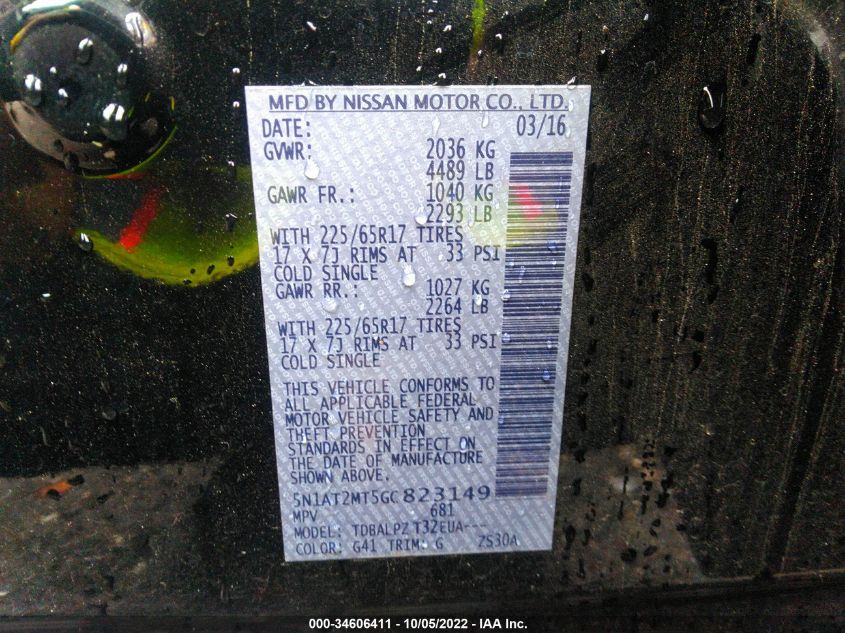 MFD BY NISSAN MOTOR CO., LTD.
DATE: 03/16
GVWR: 2036 KG
4489 LB
GAWR FR.: 1040 KG
2293 LB
WITH 225/65R17 TIRES
17 X 7J RIMS AT 33 PSI
COLD SINGLE
GAWR RR.: 1027 KG
2264 LB
WITH 225/65R17 TIRES
17 X 7J RIMS AT 33 PSI
COLD SINGLE
THIS VEHICLE CONFORMS TO
ALL APPLICABLE FEDERAL
MOTOR VEHICLE SAFETY AND
THEFT PREVENTION
STANDARDS IN EFFECT ON
THE DATE OF MANUFACTURE
SHOWN ABOVE.
5N1AT2MT5GC823149
MPV 681
MODEL: TDBALPZ T32EUA---
COLOR: G41 TRIM: G ZS30A
000-34606411 - 10/05/2022 - IAA Inc.